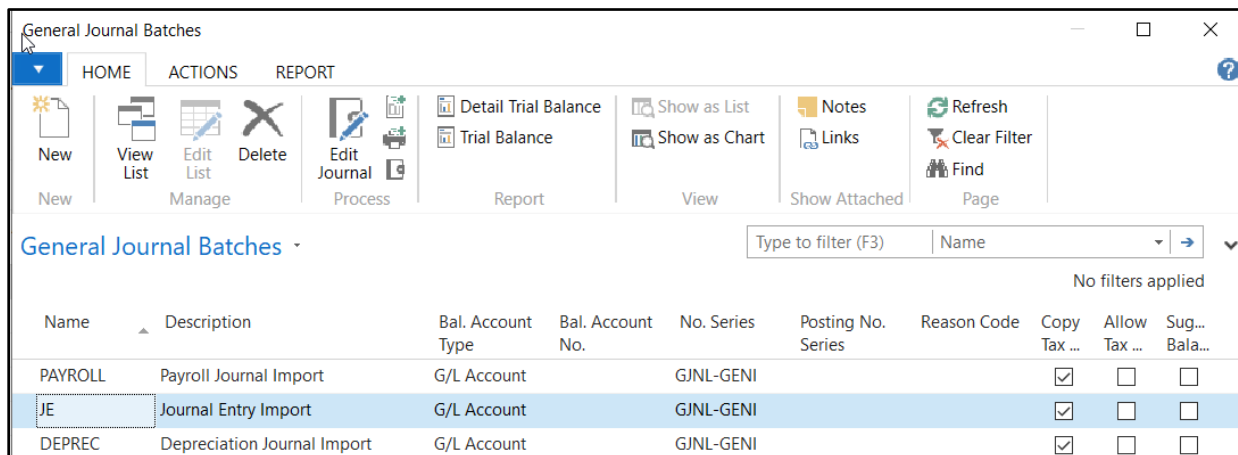 General Journal Batches
HOME ACTIONS REPORT
New
View List
Edit List
Delete
Edit Journal
Detail Trial Balance
Trial Balance
Show as List
Show as Chart
Notes
Links
Refresh
Clear Filter
Find
New Manage Process Report View Show Attached Page
General Journal Batches
Type to filter (F3) Name
No filters applied
Name Description Bal. Account Type Bal. Account No. No. Series Posting No. Series Reason Code Copy Tax ... Allow Tax ... Sug... Bala...
PAYROLL Payroll Journal Import G/L Account GJNL-GENI
JE Journal Entry Import G/L Account GJNL-GENI
DEPREC Depreciation Journal Import G/L Account GJNL-GENI